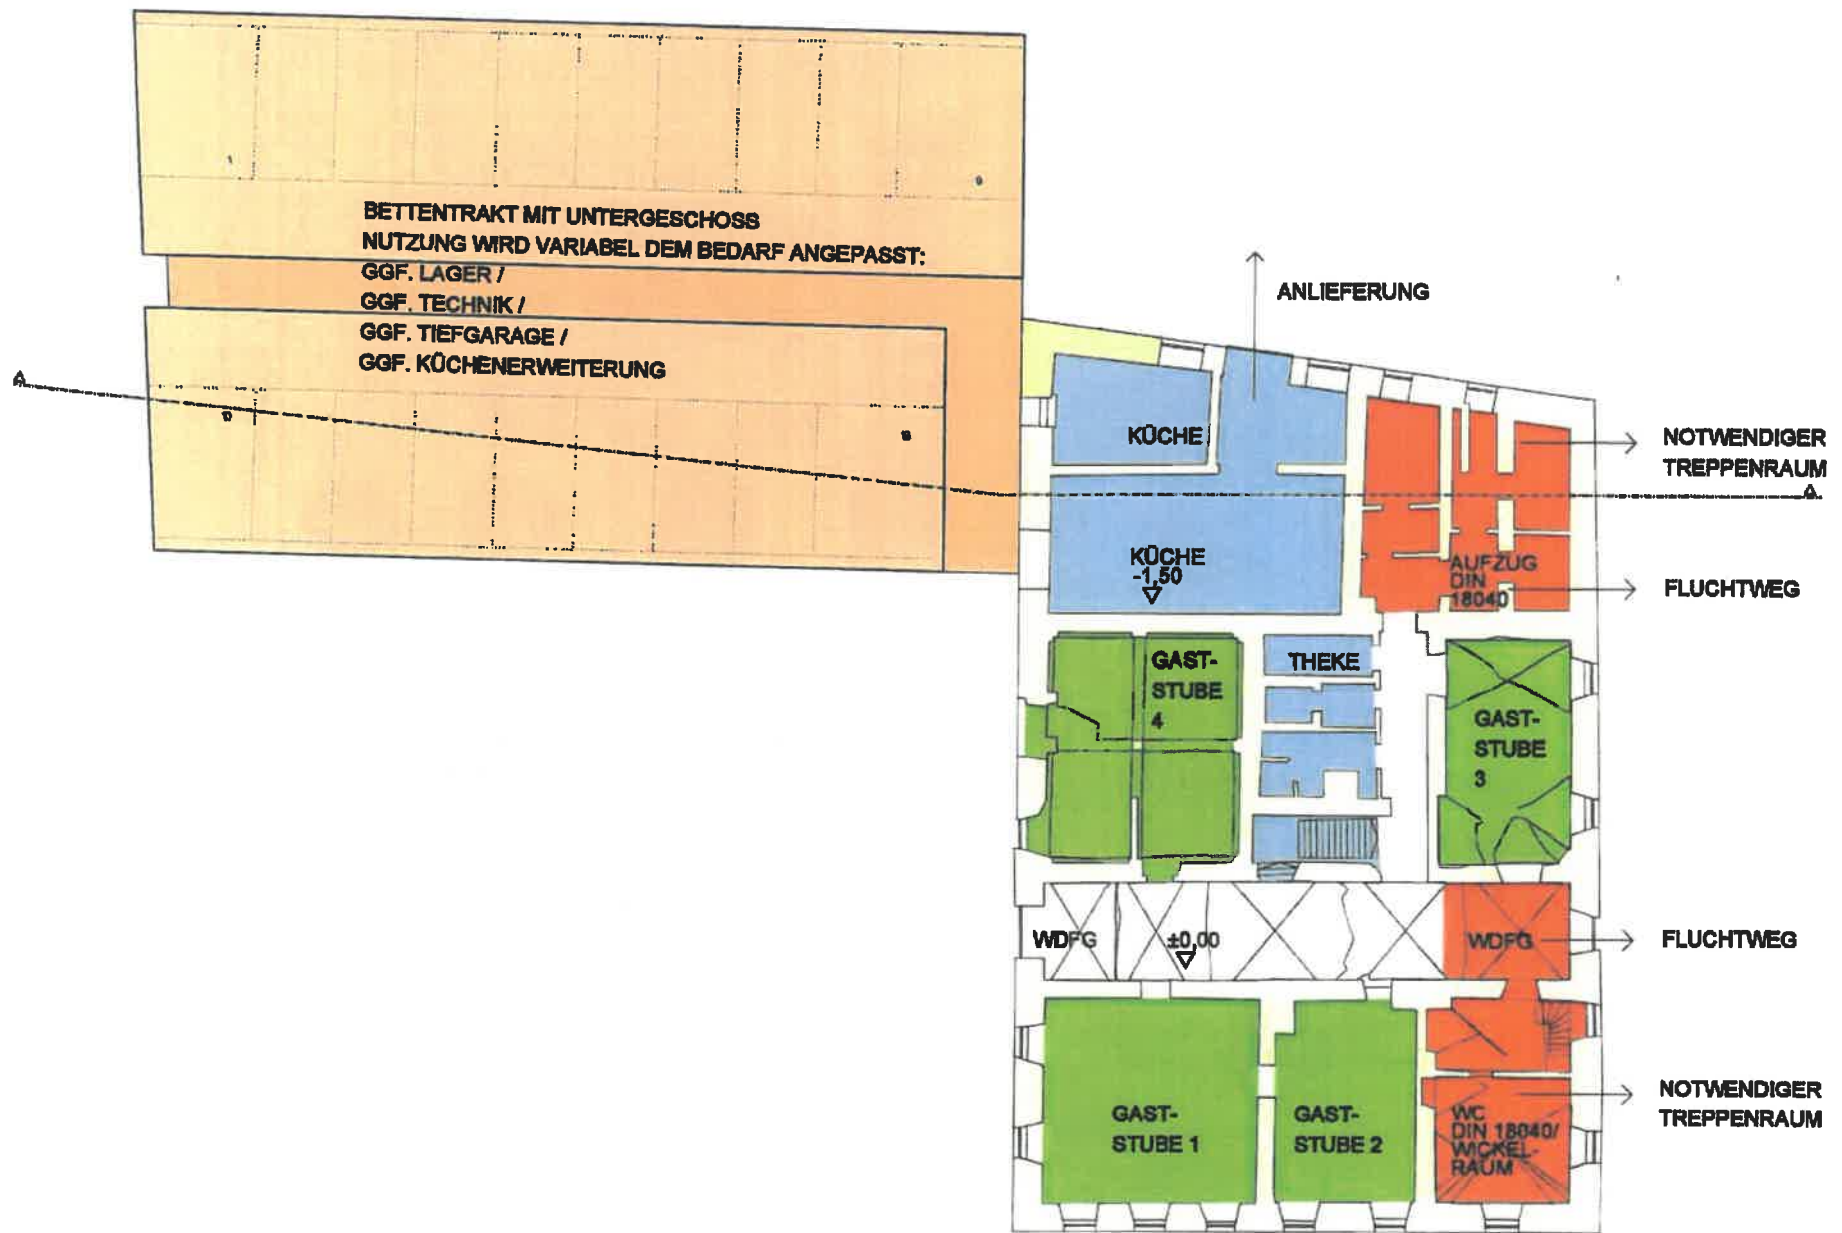 BETTENTRAKT MIT UNTERGESCHOSS
NUTZUNG WIRD VARIABEL DEM BEDARF ANGEPASST:
GGF. LAGER /
GGF. TECHNIK /
GGF. TIEFGARAGE /
GGF. KÜCHENERWEITERUNG
ANLIEFERUNG
KÜCHE
NOTWENDIGER
TREPPENRAUM
KÜCHE
-1,50
AUFZUG
DIN
18040
FLUCHTWEG
GAST-
STUBE
4
THEKE
GAST-
STUBE
3
WDFG
±0,00
WDFG
FLUCHTWEG
GAST-
STUBE 1
GAST-
STUBE 2
WC
DIN 18040/
WICKEL-
RAUM
NOTWENDIGER
TREPPENRAUM